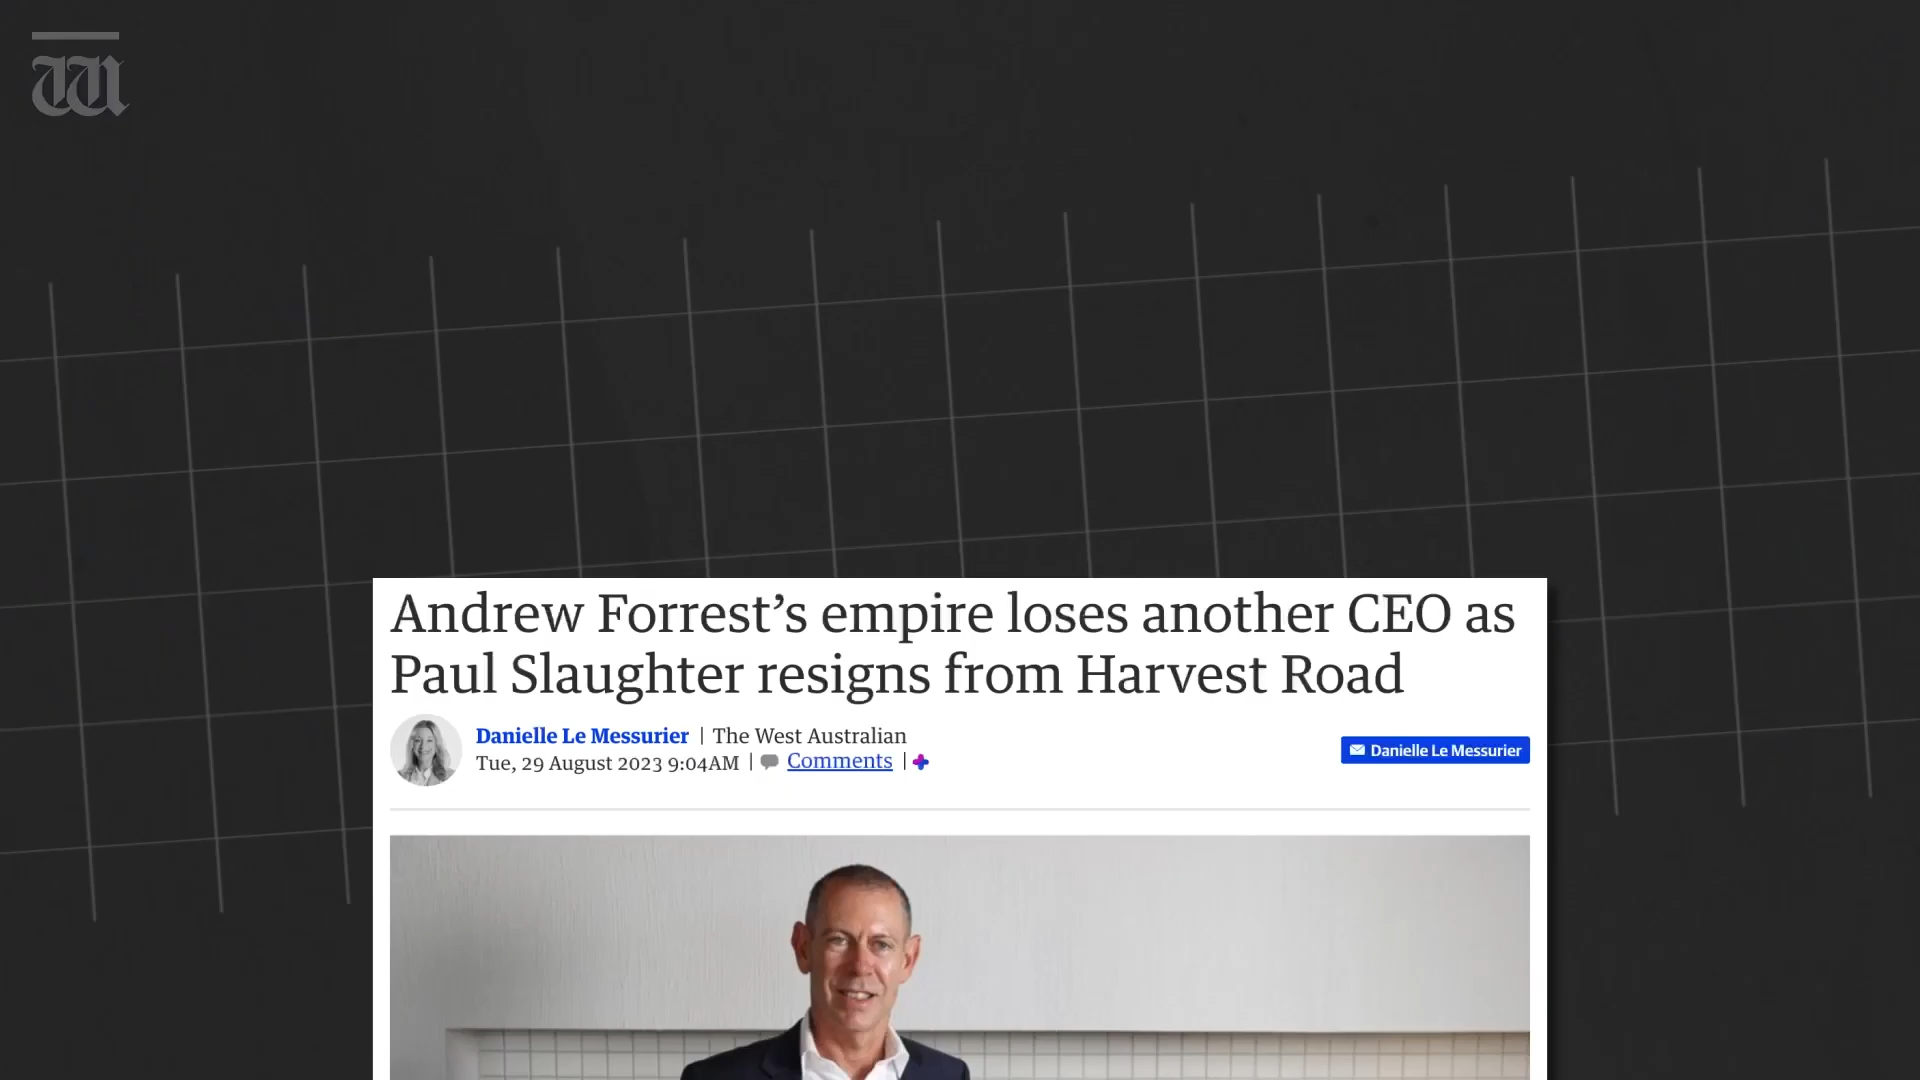 W
Andrew Forrest’s empire loses another CEO as
Paul Slaughter resigns from Harvest Road
Danielle Le Messurier | The West Australian
Tue, 29 August 2023 9:04AM | Comments |
Danielle Le Messurier